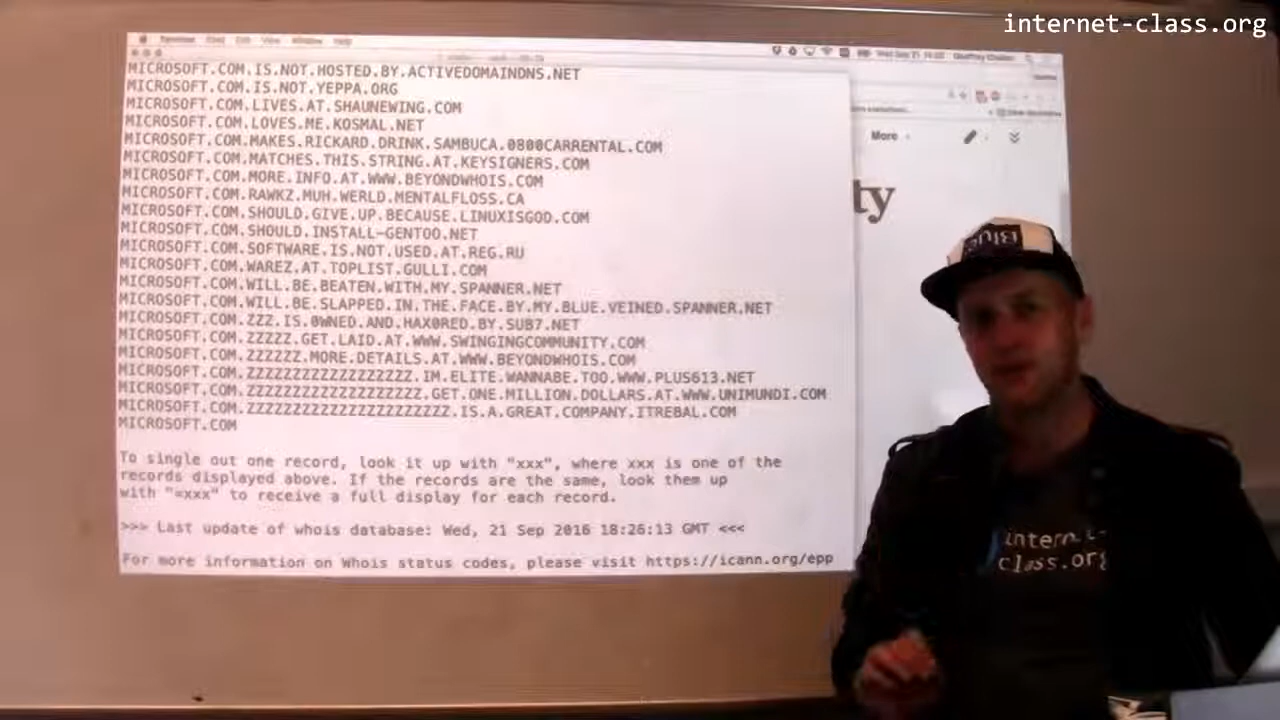 internet-class.org
MICROSOFT.COM.IS.NOT.HOSTED.BY.ACTIVEDOMAINDNS.NET
MICROSOFT.COM.IS.NOT.YEPPA.ORG
MICROSOFT.COM.LIVES.AT.SHAUNEWING.COM
MICROSOFT.COM.LOVES.ME.KOSMAL.NET
MICROSOFT.COM.MAKES.RICKARD.DRINK.SAMBUCA.0800CARRENTAL.COM
MICROSOFT.COM.MATCHES.THIS.STRING.AT.KEYSIGNERS.COM
MICROSOFT.COM.MORE.INFO.AT.WWW.BEYONDWHOIS.COM
MICROSOFT.COM.RAWKZ.MUH.WERLD.MENTALFLOSS.CA
MICROSOFT.COM.SHOULD.GIVE.UP.BECAUSE.LINUXISGOD.COM
MICROSOFT.COM.SHOULD.INSTALL-GENTOO.NET
MICROSOFT.COM.SOFTWARE.IS.NOT.USED.AT.REG.RU
MICROSOFT.COM.WAREZ.AT.TOPLIST.GULLI.COM
MICROSOFT.COM.WILL.BE.BEATEN.WITH.MY.SPANNER.NET
MICROSOFT.COM.WILL.BE.SLAPPED.IN.THE.FACE.BY.MY.BLUE.VEINED.SPANNER.NET
MICROSOFT.COM.ZZZ.IS.0WNED.AND.HAX0RED.BY.SUB7.NET
MICROSOFT.COM.ZZZZZZ.GET.LAID.AT.WWW.SWINGINGCOMMUNITY.COM
MICROSOFT.COM.ZZZZZZ.MORE.DETAILS.AT.WWW.BEYONDWHOIS.COM
MICROSOFT.COM.ZZZZZZZZZZZZZZZZZZ.IM.ELITE.WANNABE.TOO.WWW.PLUS613.NET
MICROSOFT.COM.ZZZZZZZZZZZZZZZZZZZ.GET.ONE.MILLION.DOLLARS.AT.WWW.UNIMUNDI.COM
MICROSOFT.COM.ZZZZZZZZZZZZZZZZZZZZZZ.IS.A.GREAT.COMPANY.ITREBAL.COM
MICROSOFT.COM
To single out one record, look it up with "xxx", where xxx is one of the
records displayed above. If the records are the same, look them up
with "=xxx" to receive a full display for each record.
>>> Last update of whois database: Wed, 21 Sep 2016 18:26:13 GMT <<<
For more information on Whois status codes, please visit https://icann.org/epp
More
ty
Blue
internet-
class.org